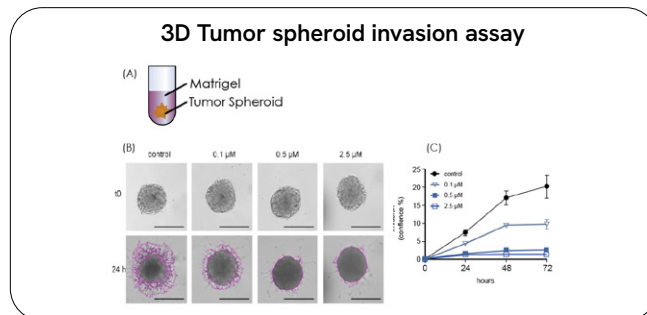 3D Tumor spheroid invasion assay
(A)
Matrigel
Tumor Spheroid
(B)
control 0.1 μM 0.5 μM 2.5 μM
t0
24 h
(C)
(conflence %)
25
20
15
10
5
0
control
0.1 μM
0.5 μM
2.5 μM
0 24 48 72
hours